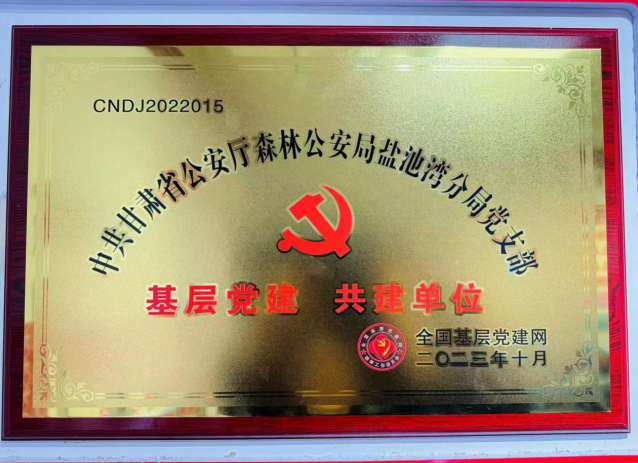 CNDJ2022015
中共甘肃省公安厅森林公安局盐池湾分局党支部
基层党建 共建单位
全国基层党建网
二〇二三年十月